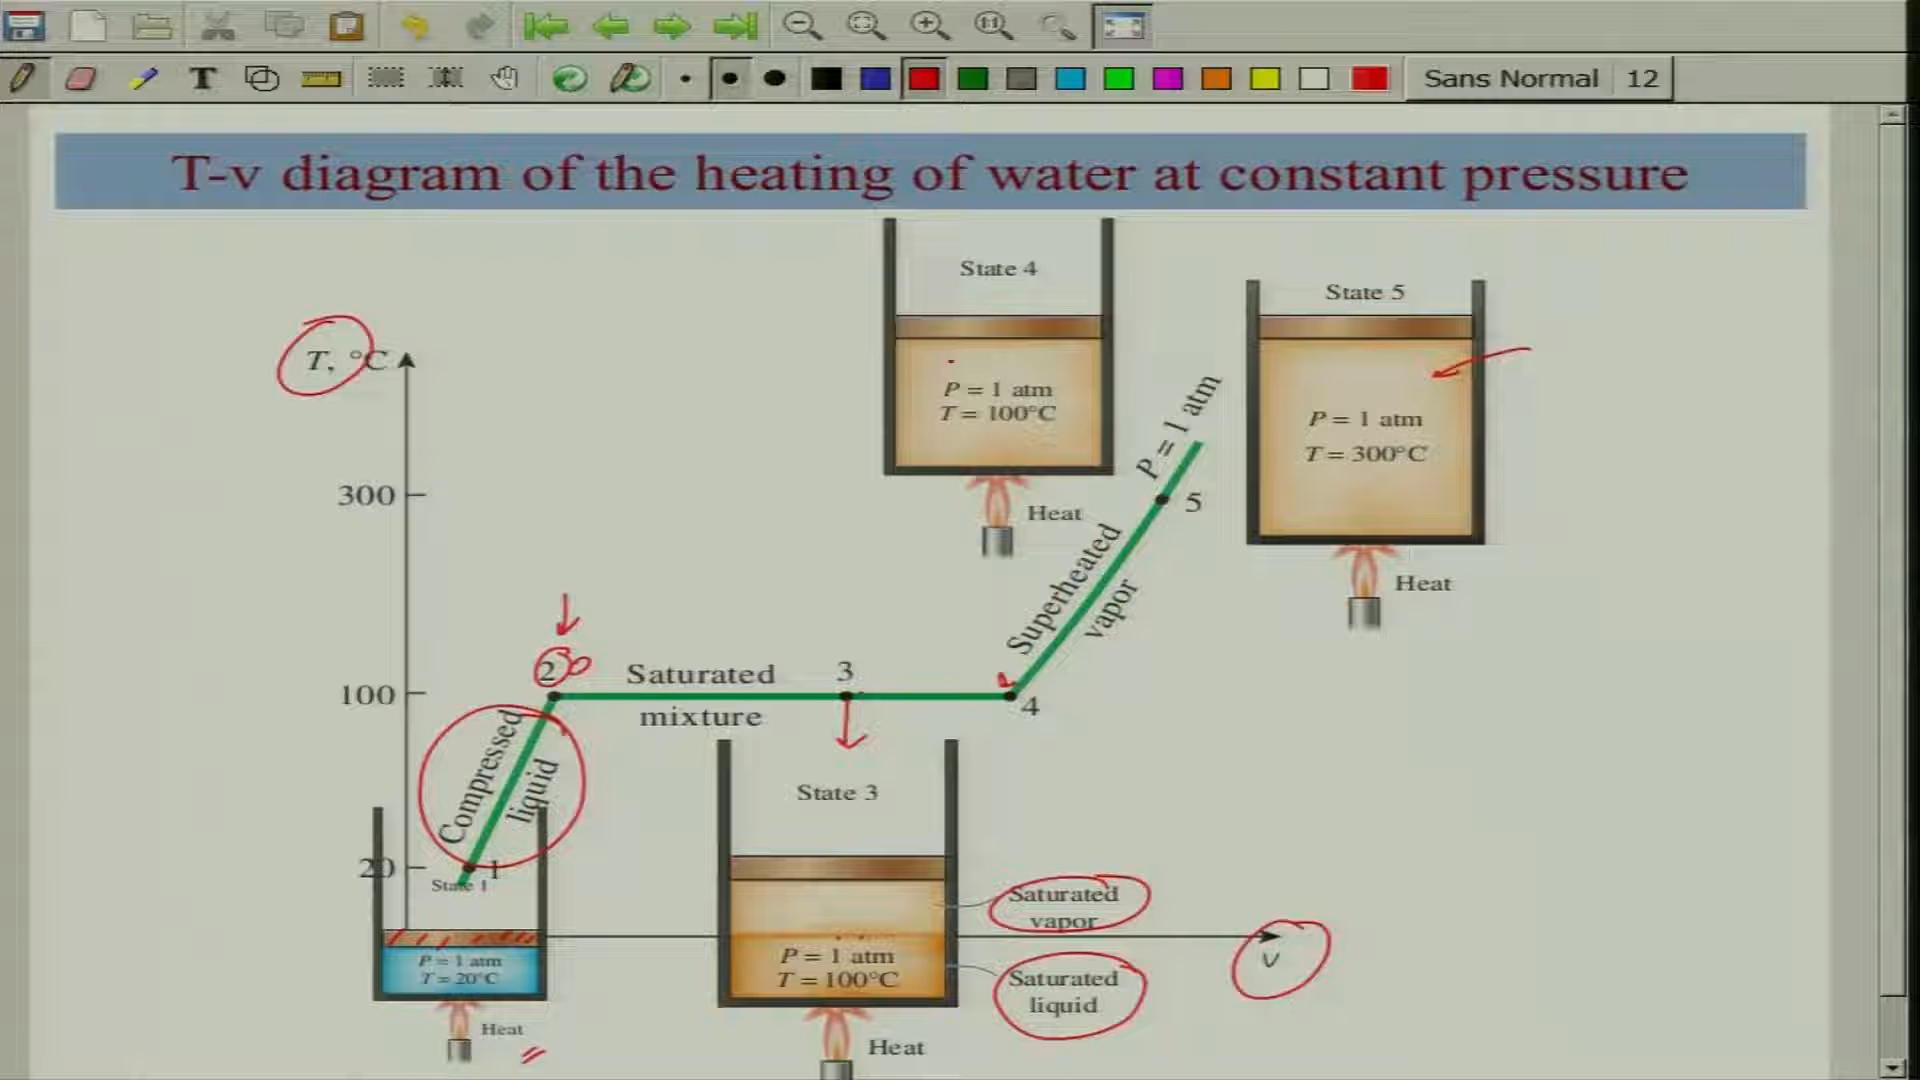 Sans Normal 12
T-v diagram of the heating of water at constant pressure
State 4
State 5
T, °C
P = 1 atm
T = 100°C
P = 1 atm
P = 1 atm
T = 300°C
300
5
Heat
Superheated
vapor
Heat
2
Saturated
mixture
3
100
4
Compressed
liquid
State 3
20
1
State 1
Saturated
vapor
P = 1 atm
T = 20°C
P = 1 atm
T = 100°C
Saturated
liquid
v
Heat
Heat